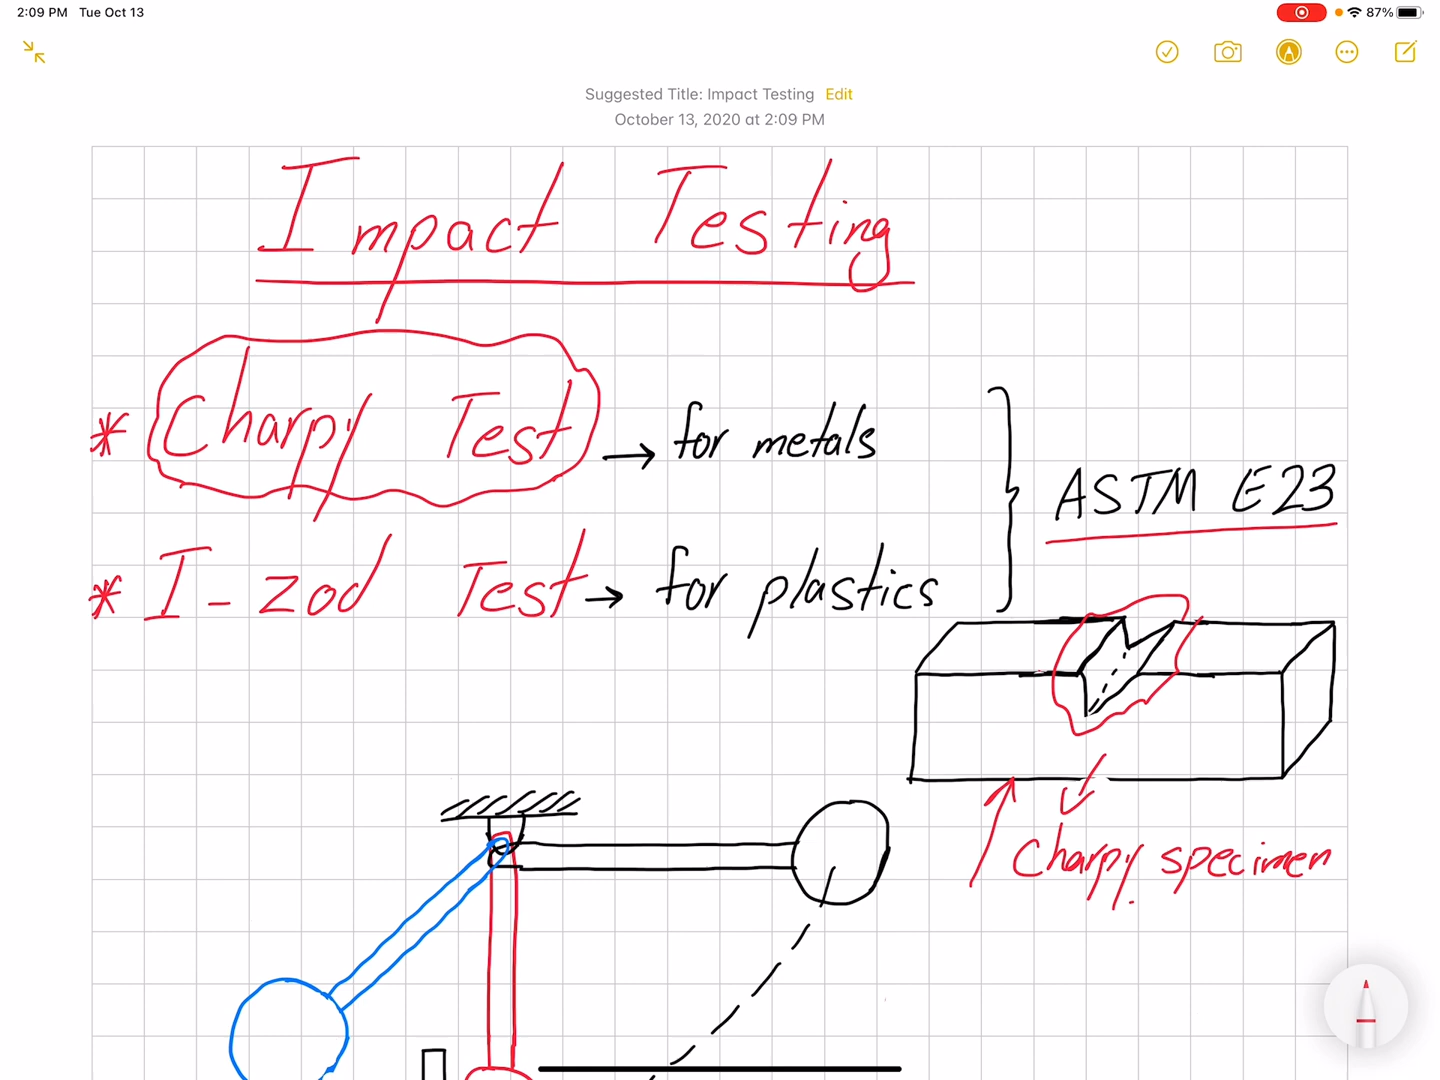 2:09 PM Tue Oct 13
87%
Suggested Title: Impact Testing Edit
October 13, 2020 at 2:09 PM
Impact Testing
* Charpy Test → for metals
ASTM E23
* I-zod Test → for plastics
Charpy specimen